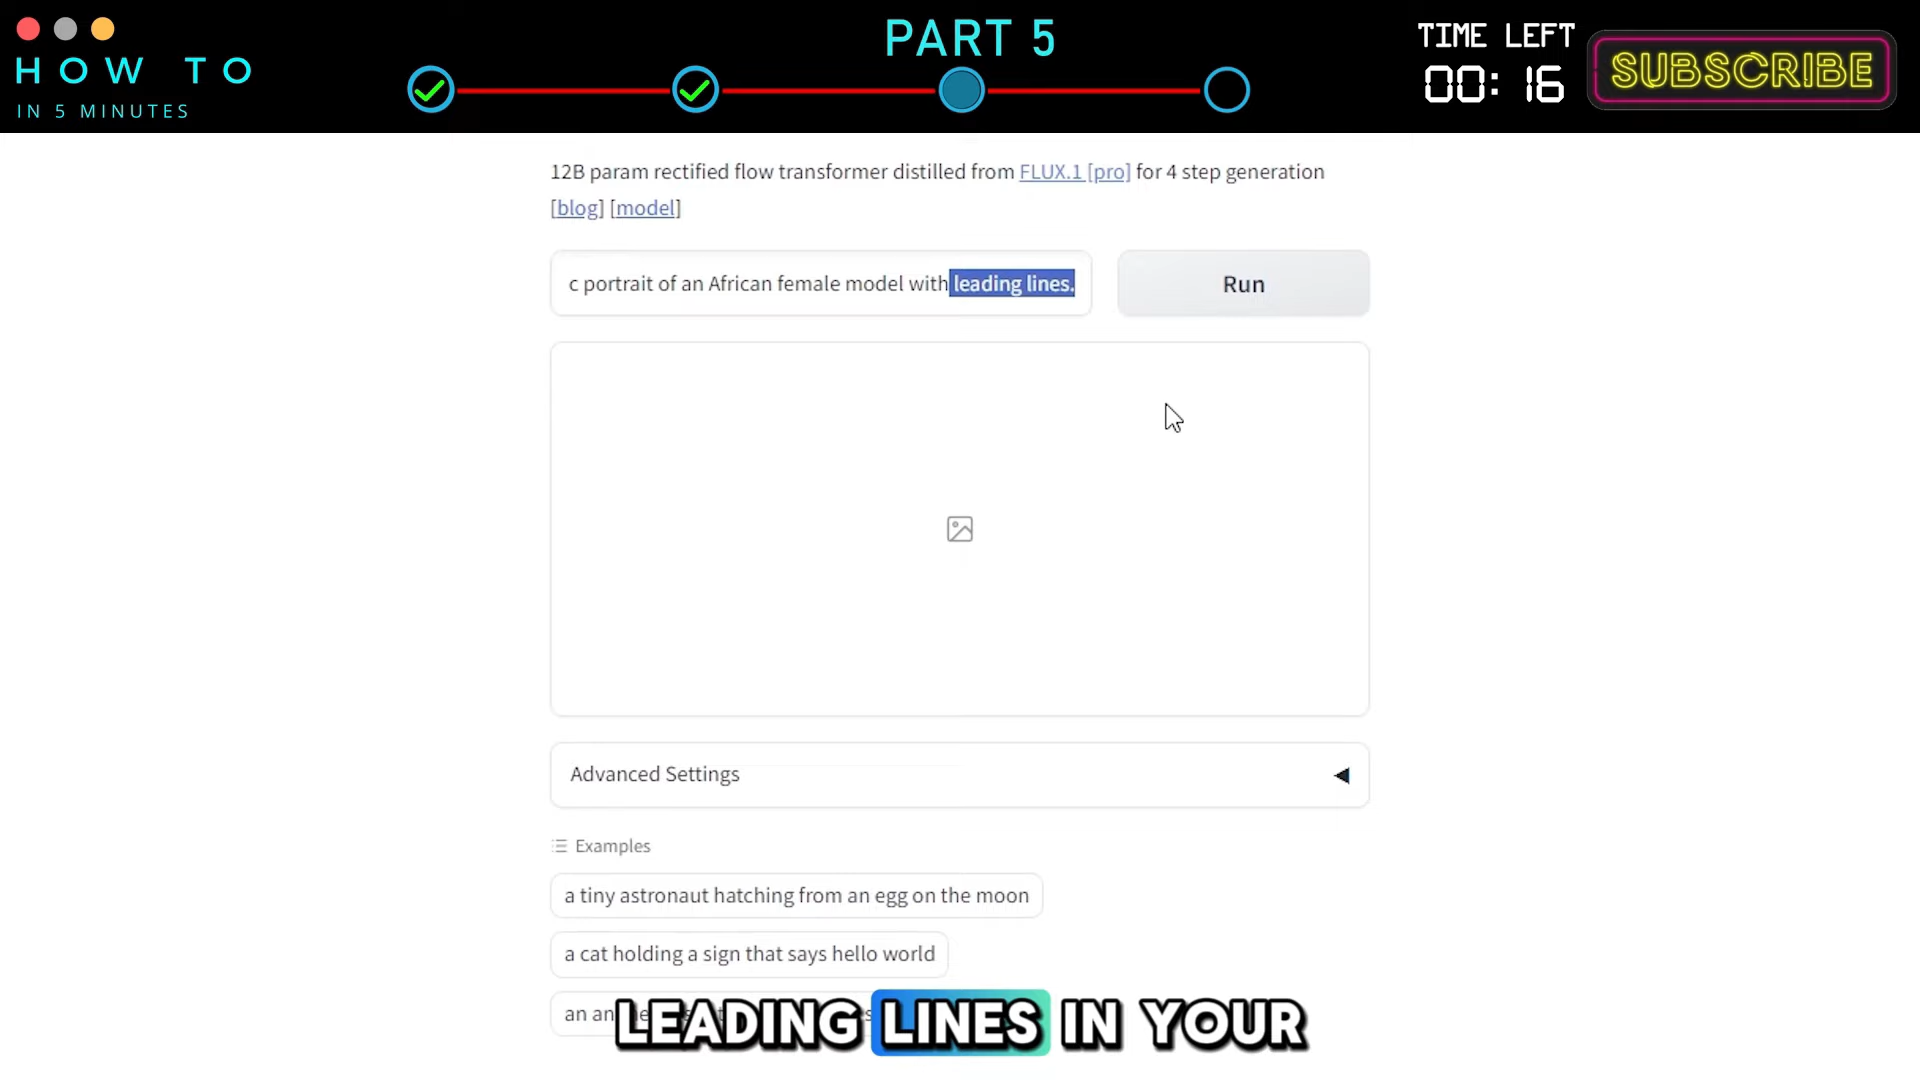 PART 5
TIME LEFT
00: 16
SUBSCRIBE
HOW TO
IN 5 MINUTES
12B param rectified flow transformer distilled from FLUX.1 [pro] for 4 step generation
[blog] [model]
c portrait of an African female model with leading lines.
Run
Advanced Settings
Examples
a tiny astronaut hatching from an egg on the moon
a cat holding a sign that says hello world
LEADING LINES IN YOUR